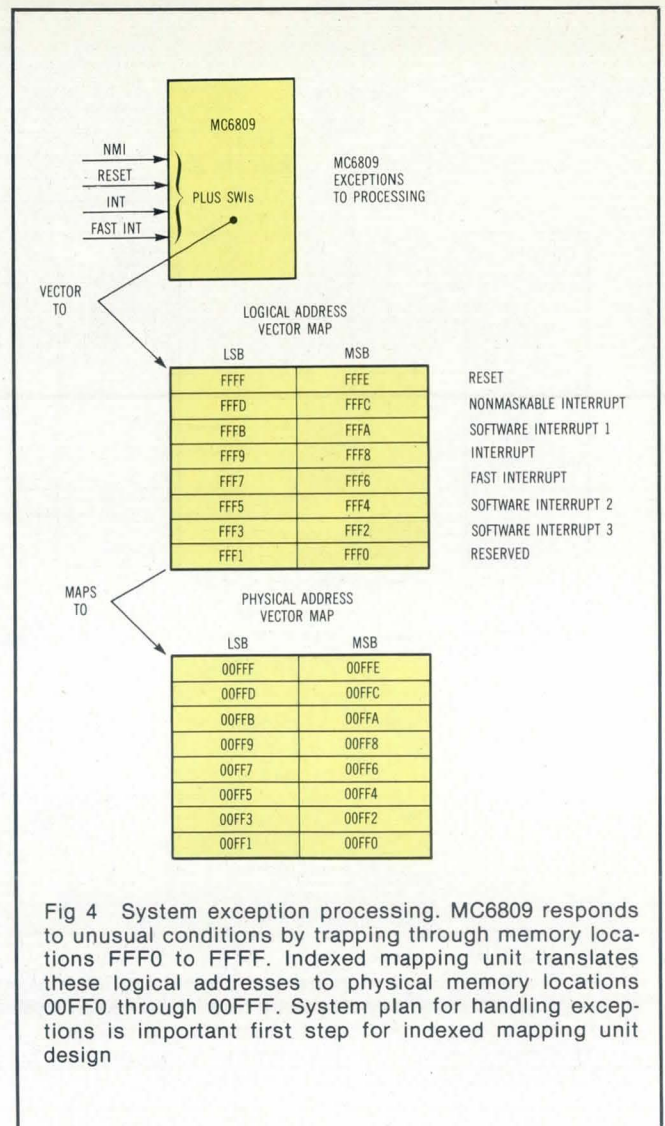 MC6809
NMI
RESET
INT
FAST INT
PLUS SWIs
MC6809
EXCEPTIONS
TO PROCESSING
VECTOR
TO
LOGICAL ADDRESS
VECTOR MAP
LSB MSB
FFFF FFFE RESET
FFFD FFFC NONMASKABLE INTERRUPT
FFFB FFFA SOFTWARE INTERRUPT 1
FFF9 FFF8 INTERRUPT
FFF7 FFF6 FAST INTERRUPT
FFF5 FFF4 SOFTWARE INTERRUPT 2
FFF3 FFF2 SOFTWARE INTERRUPT 3
FFF1 FFF0 RESERVED
MAPS
TO
PHYSICAL ADDRESS
VECTOR MAP
LSB MSB
00FFF 00FFE
00FFD 00FFC
00FFB 00FFA
00FF9 00FF8
00FF7 00FF6
00FF5 00FF4
00FF3 00FF2
00FF1 00FF0
Fig 4 System exception processing. MC6809 responds
to unusual conditions by trapping through memory loca-
tions FFF0 to FFFF. Indexed mapping unit translates
these logical addresses to physical memory locations
00FF0 through 00FFF. System plan for handling excep-
tions is important first step for indexed mapping unit
design